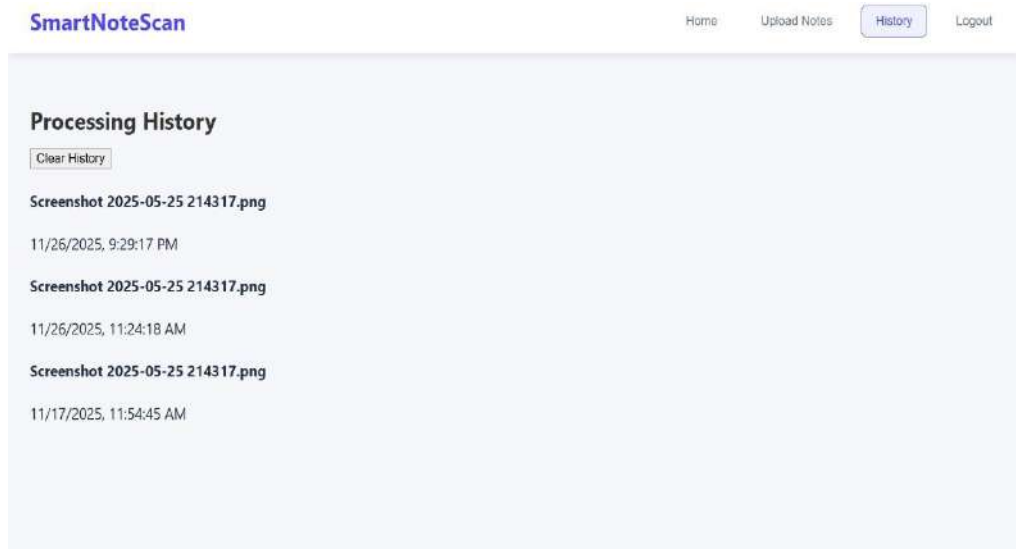 SmartNoteScan
Home Upload Notes History Logout
Processing History
Clear History
Screenshot 2025-05-25 214317.png
11/26/2025, 9:29:17 PM
Screenshot 2025-05-25 214317.png
11/26/2025, 11:24:18 AM
Screenshot 2025-05-25 214317.png
11/17/2025, 11:54:45 AM